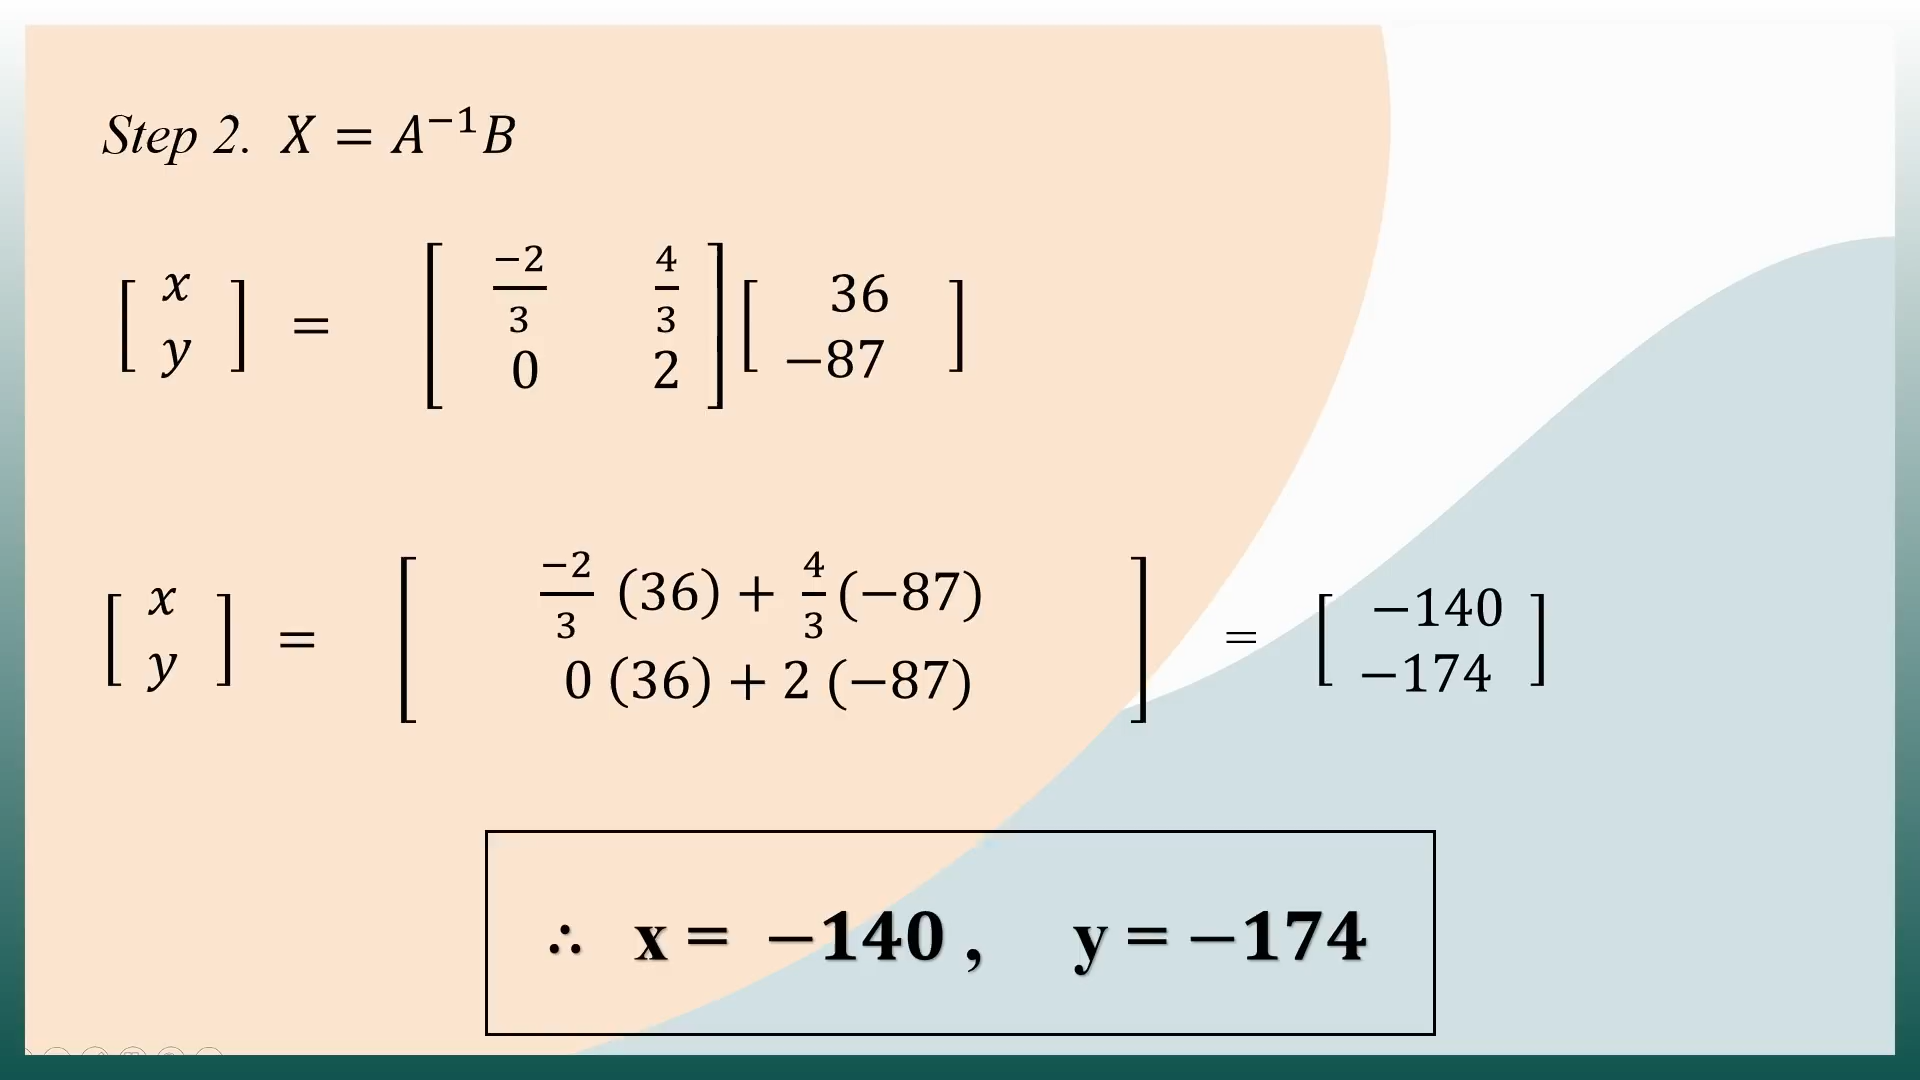 Step 2. X = A⁻¹B
[ x y ] = [ −2/3 4/3 0 2 ] [ 36 −87 ]
[ x y ] = [ −2/3 (36) + 4/3 (−87) 0 (36) + 2 (−87) ] = [ −140 −174 ]
∴ x = −140 , y = −174